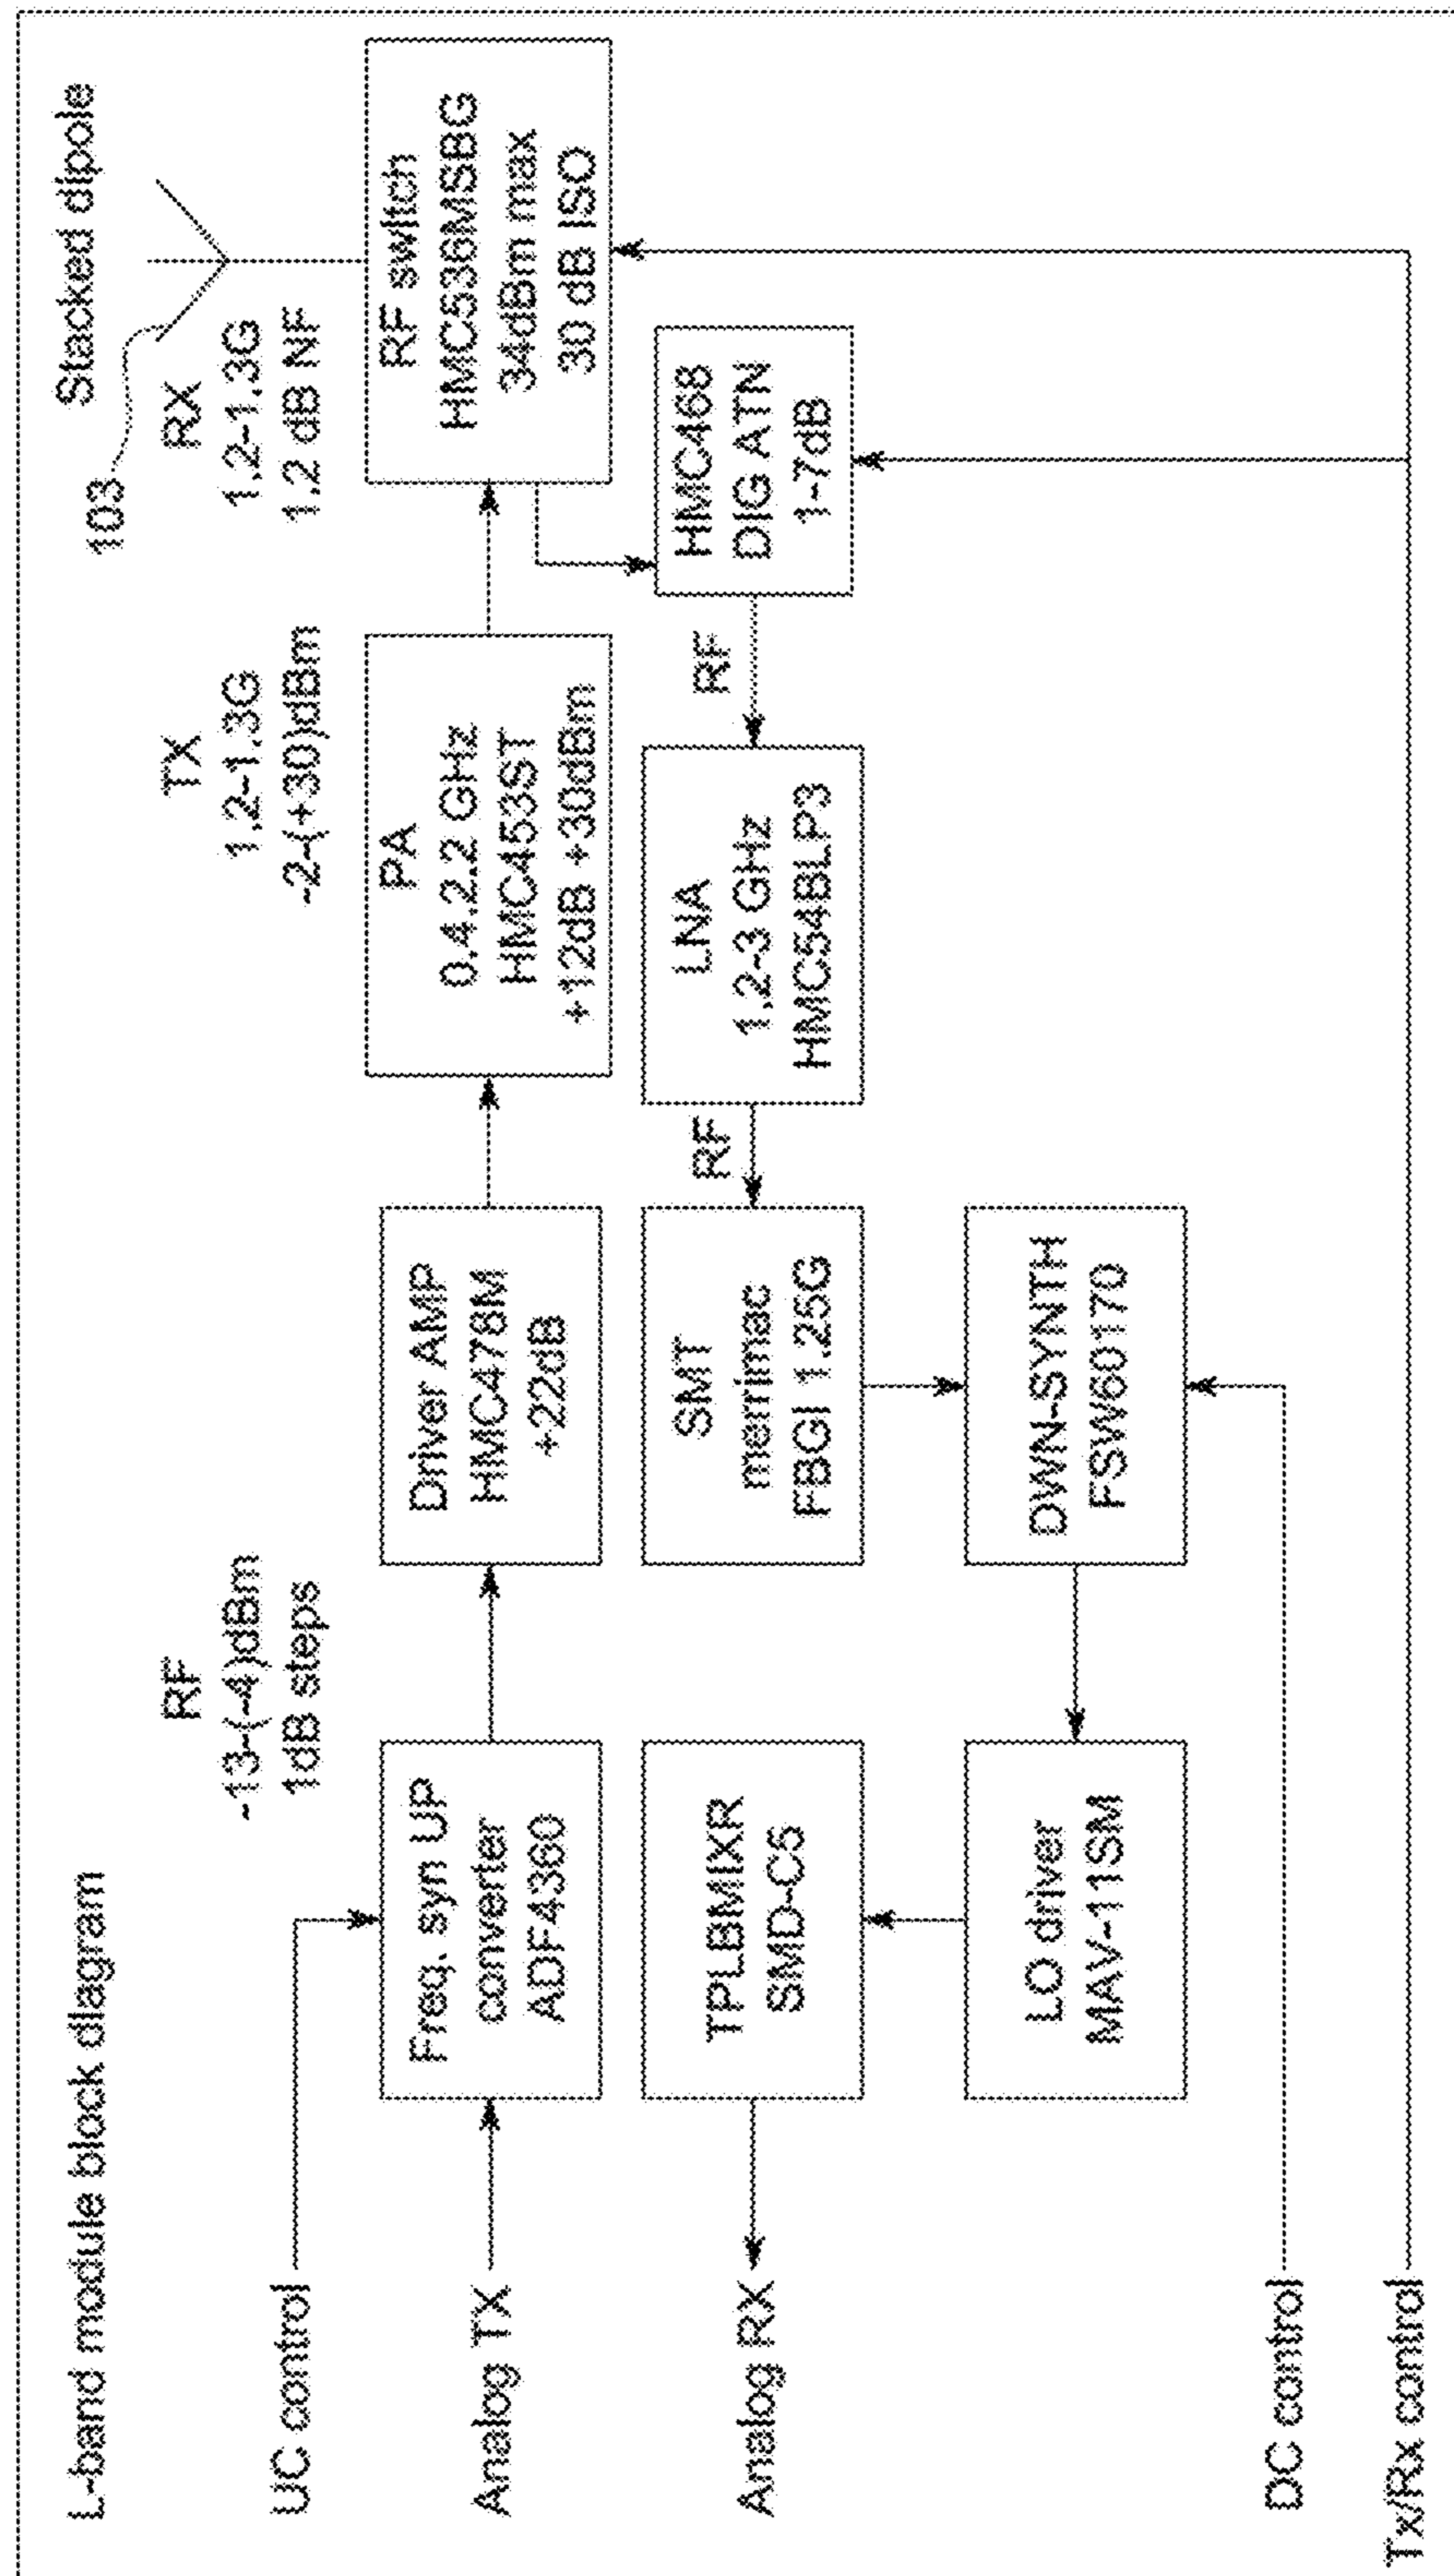 L-band module block diagram
Stacked dipole
103
RF
-13-(-4)dBm
1dB steps
TX
1.2-1.3G
-2-(+30)dBm
RX
1.2-1.3G
1.2 dB NF
UC control
Analog TX
Freq. syn UP
converter
ADF4360
Driver AMP
HMC478M
+22dB
PA
0.4.2.2 GHz
HMC453ST
+12dB +30dBm
RF switch
HMC536MSBG
34dBm max
30 dB ISO
Analog RX
TPLBMIXR
SMD-C5
SMT
merrimac
FBGI 1.25G
RF
LNA
1.2-3 GHz
HMC54BLP3
RF
HMC468
DIG ATN
1-7dB
LO driver
MAV-11SM
DWN-SYNTH
FSW60170
DC control
Tx/Rx control